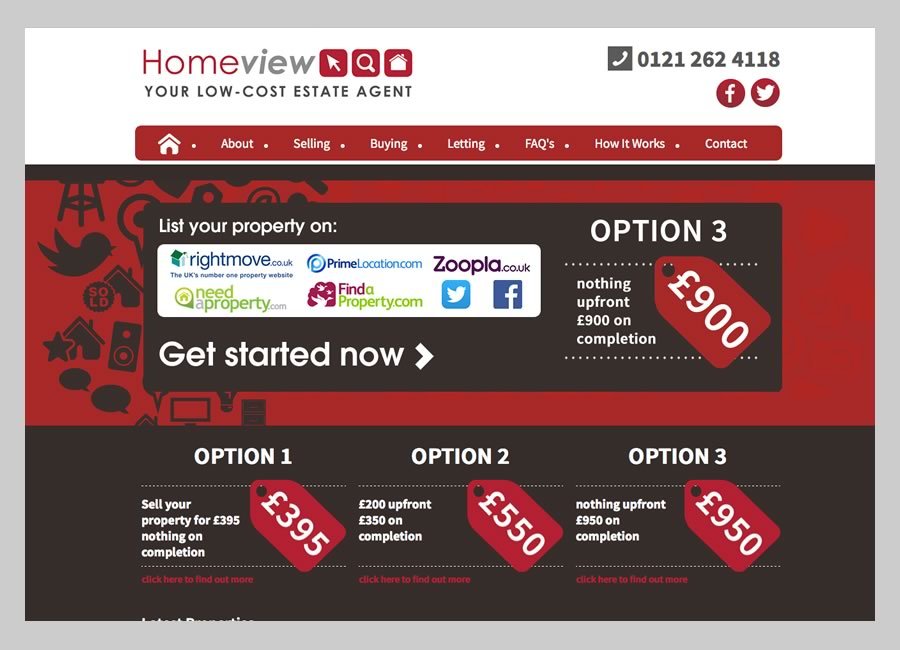 Homeview
YOUR LOW-COST ESTATE AGENT
0121 262 4118
About
Selling
Buying
Letting
FAQ's
How It Works
Contact
SOLD
List your property on:
rightmove.co.uk
The UK's number one property website
PrimeLocation.com
Zoopla.co.uk
need
aproperty.com
Finda
Property.com
Get started now
OPTION 3
nothing
upfront
£900 on
completion
£900
OPTION 1
Sell your
property for £395
nothing on
completion
£395
click here to find out more
OPTION 2
£200 upfront
£350 on
completion
£550
click here to find out more
OPTION 3
nothing upfront
£950 on
completion
£950
click here to find out more